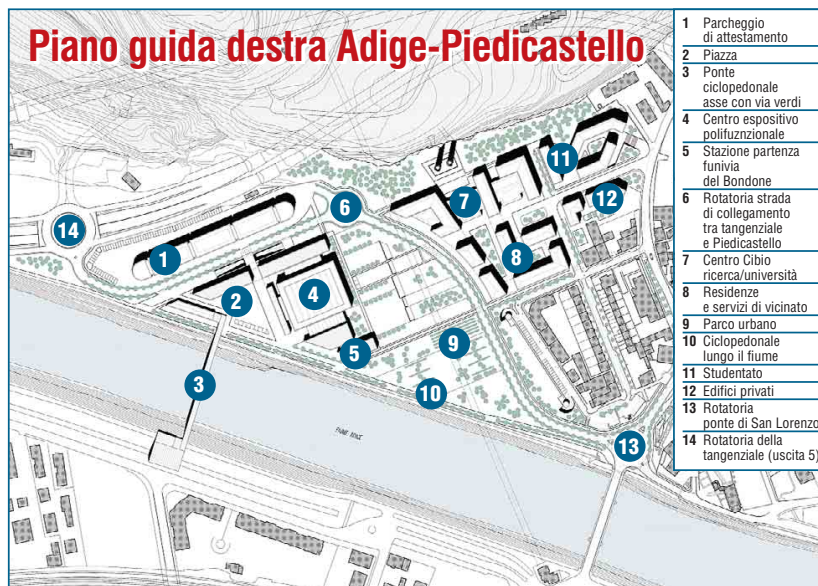 Piano guida destra Adige-Piedicastello
1 Parcheggio
di attestamento
2 Piazza
3 Ponte
ciclopedonale
asse con via verdi
4 Centro espositivo
polifuznzionale
5 Stazione partenza
funivia
del Bondone
6 Rotatoria strada
di collegamento
tra tangenziale
e Piedicastello
7 Centro Cibio
ricerca/università
8 Residenze
e servizi di vicinato
9 Parco urbano
10 Ciclopedonale
lungo il fiume
11 Studentato
12 Edifici privati
13 Rotatoria
ponte di San Lorenzo
14 Rotatoria della
tangenziale (uscita 5)
11
12
6
7
14
1
8
2
4
9
5
3
10
13